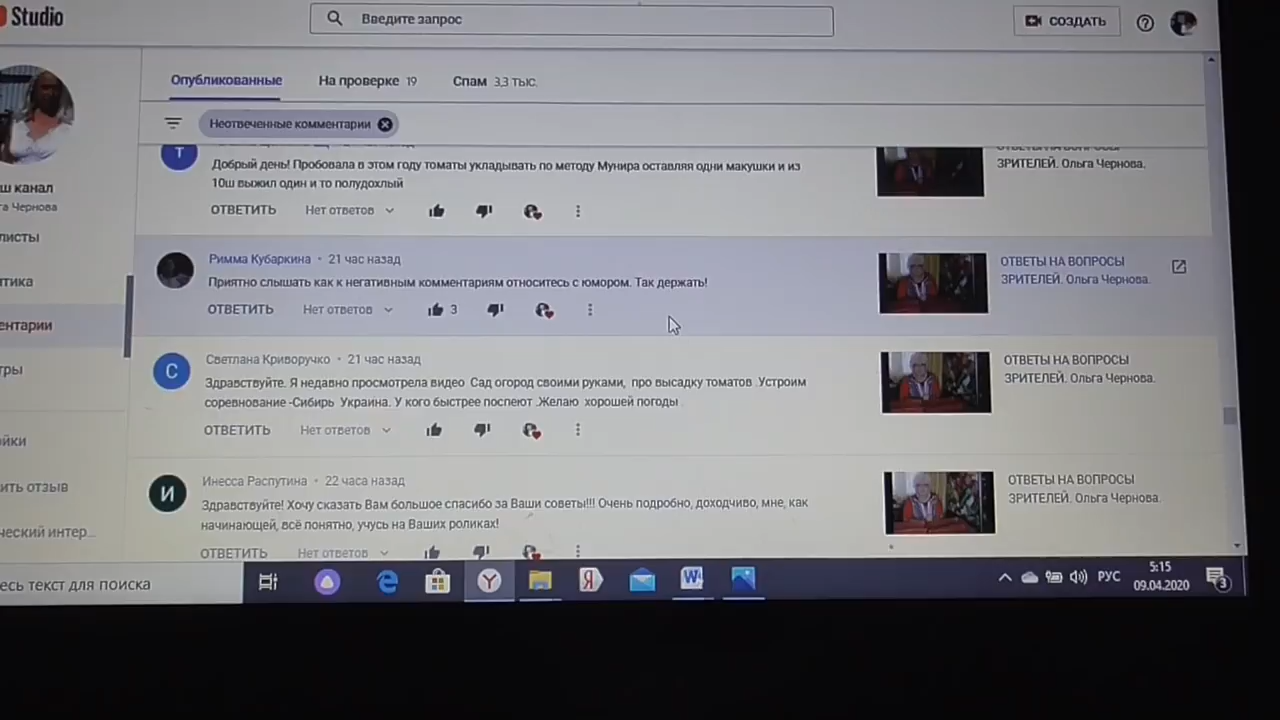 Studio
Введите запрос
СОЗДАТЬ
Опубликованные
На проверке 19
Спам 3,3 тыс.
Неотвеченные комментарии
Т
Добрый день! Пробовала в этом году томаты укладывать по методу Мунира оставляя одни макушки и из
10ш выжил один и то полудохлый
ОТВЕТИТЬ Нет ответов
ОТВЕТЫ НА ВОПРОСЫ
ЗРИТЕЛЕЙ. Ольга Чернова.
ш канал
га Чернова
листы
тика
ентарии
ры
ойки
ить отзыв
ческий интер...
Римма Кубаркина • 21 час назад
Приятно слышать как к негативным комментариям относитесь с юмором. Так держать!
ОТВЕТИТЬ Нет ответов 3
ОТВЕТЫ НА ВОПРОСЫ
ЗРИТЕЛЕЙ. Ольга Чернова.
С
Светлана Криворучко • 21 час назад
Здравствуйте. Я недавно просмотрела видео Сад огород своими руками, про высадку томатов .Устроим
соревнование -Сибирь Украина. У кого быстрее поспеют .Желаю хорошей погоды
ОТВЕТИТЬ Нет ответов
ОТВЕТЫ НА ВОПРОСЫ
ЗРИТЕЛЕЙ. Ольга Чернова.
И
Инесса Распутина • 22 часа назад
Здравствуйте! Хочу сказать Вам большое спасибо за Ваши советы!!! Очень подробно, доходчиво, мне, как
начинающей, всё понятно, учусь на Ваших роликах!
ОТВЕТИТЬ Нет ответов
ОТВЕТЫ НА ВОПРОСЫ
ЗРИТЕЛЕЙ. Ольга Чернова.
есь текст для поиска
РУС
5:15
09.04.2020
3